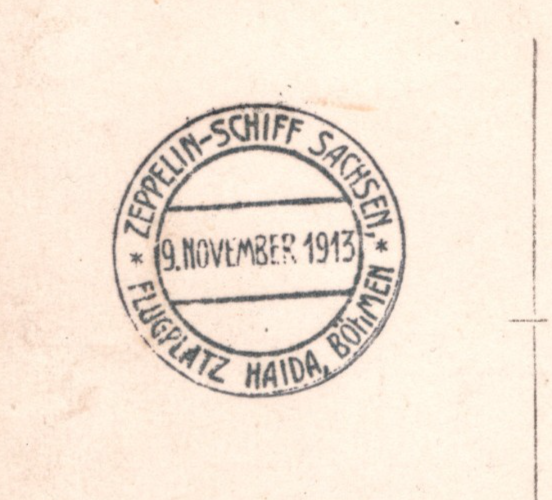 * ZEPPELIN-SCHIFF SACHSEN, *
9. NOVEMBER 1913
FLUGPLATZ HAIDA, BÖHMEN